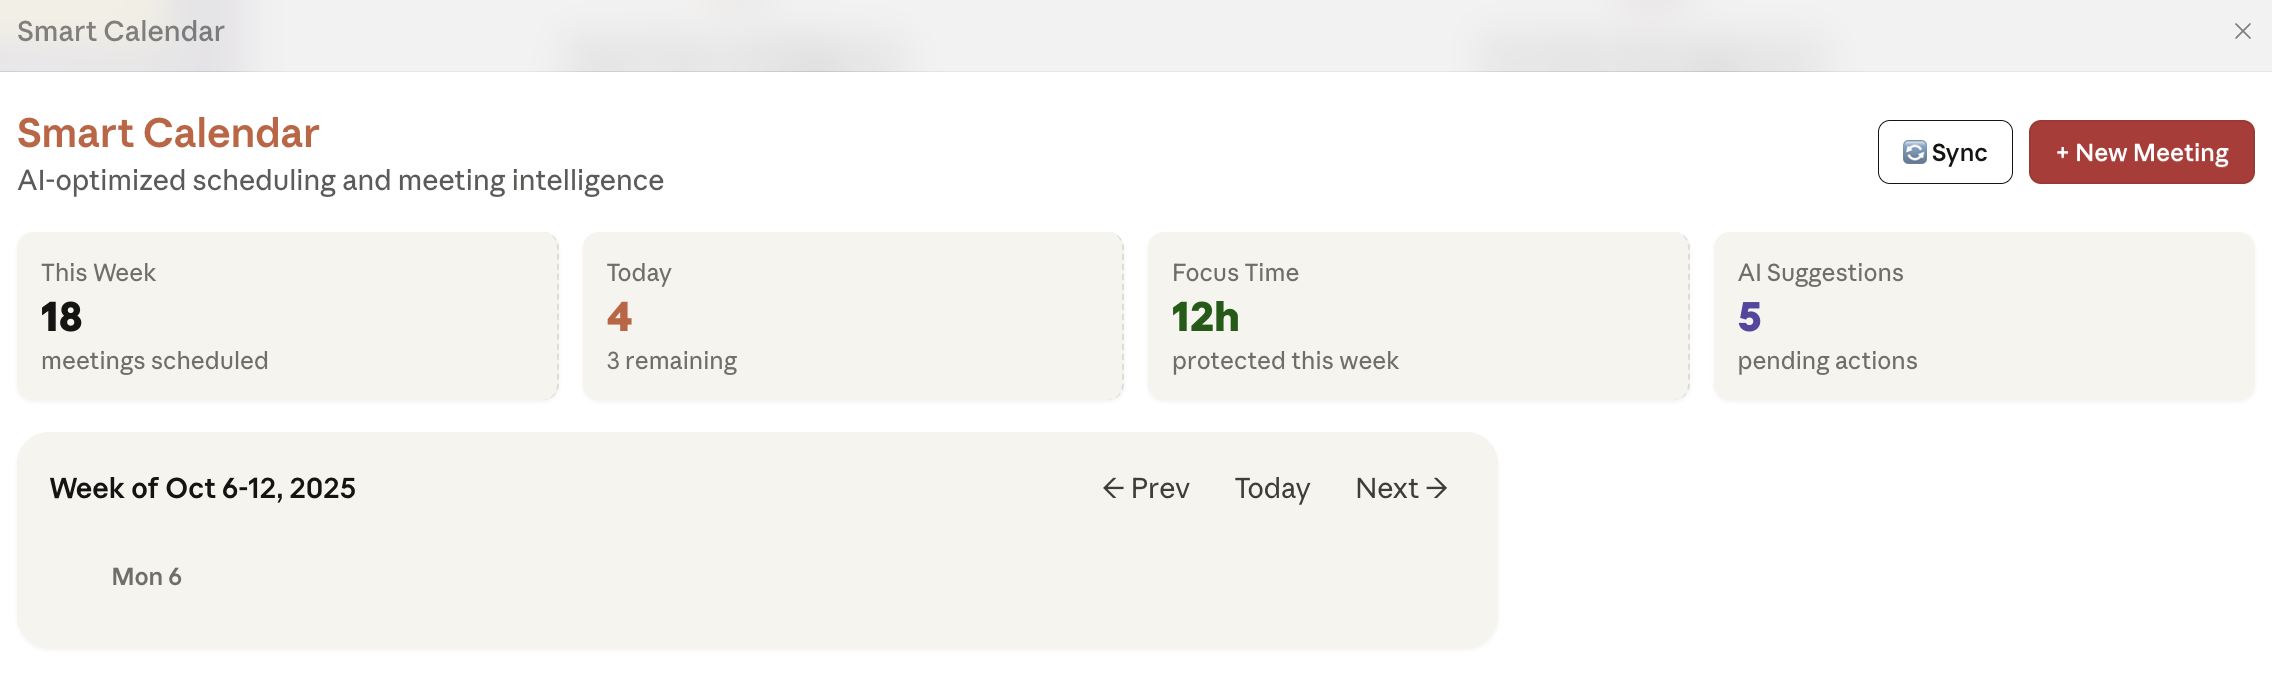 Smart Calendar
Smart Calendar
AI-optimized scheduling and meeting intelligence
Sync
+ New Meeting
This Week
18
meetings scheduled
Today
4
3 remaining
Focus Time
12h
protected this week
AI Suggestions
5
pending actions
Week of Oct 6-12, 2025
← Prev
Today
Next →
Mon 6